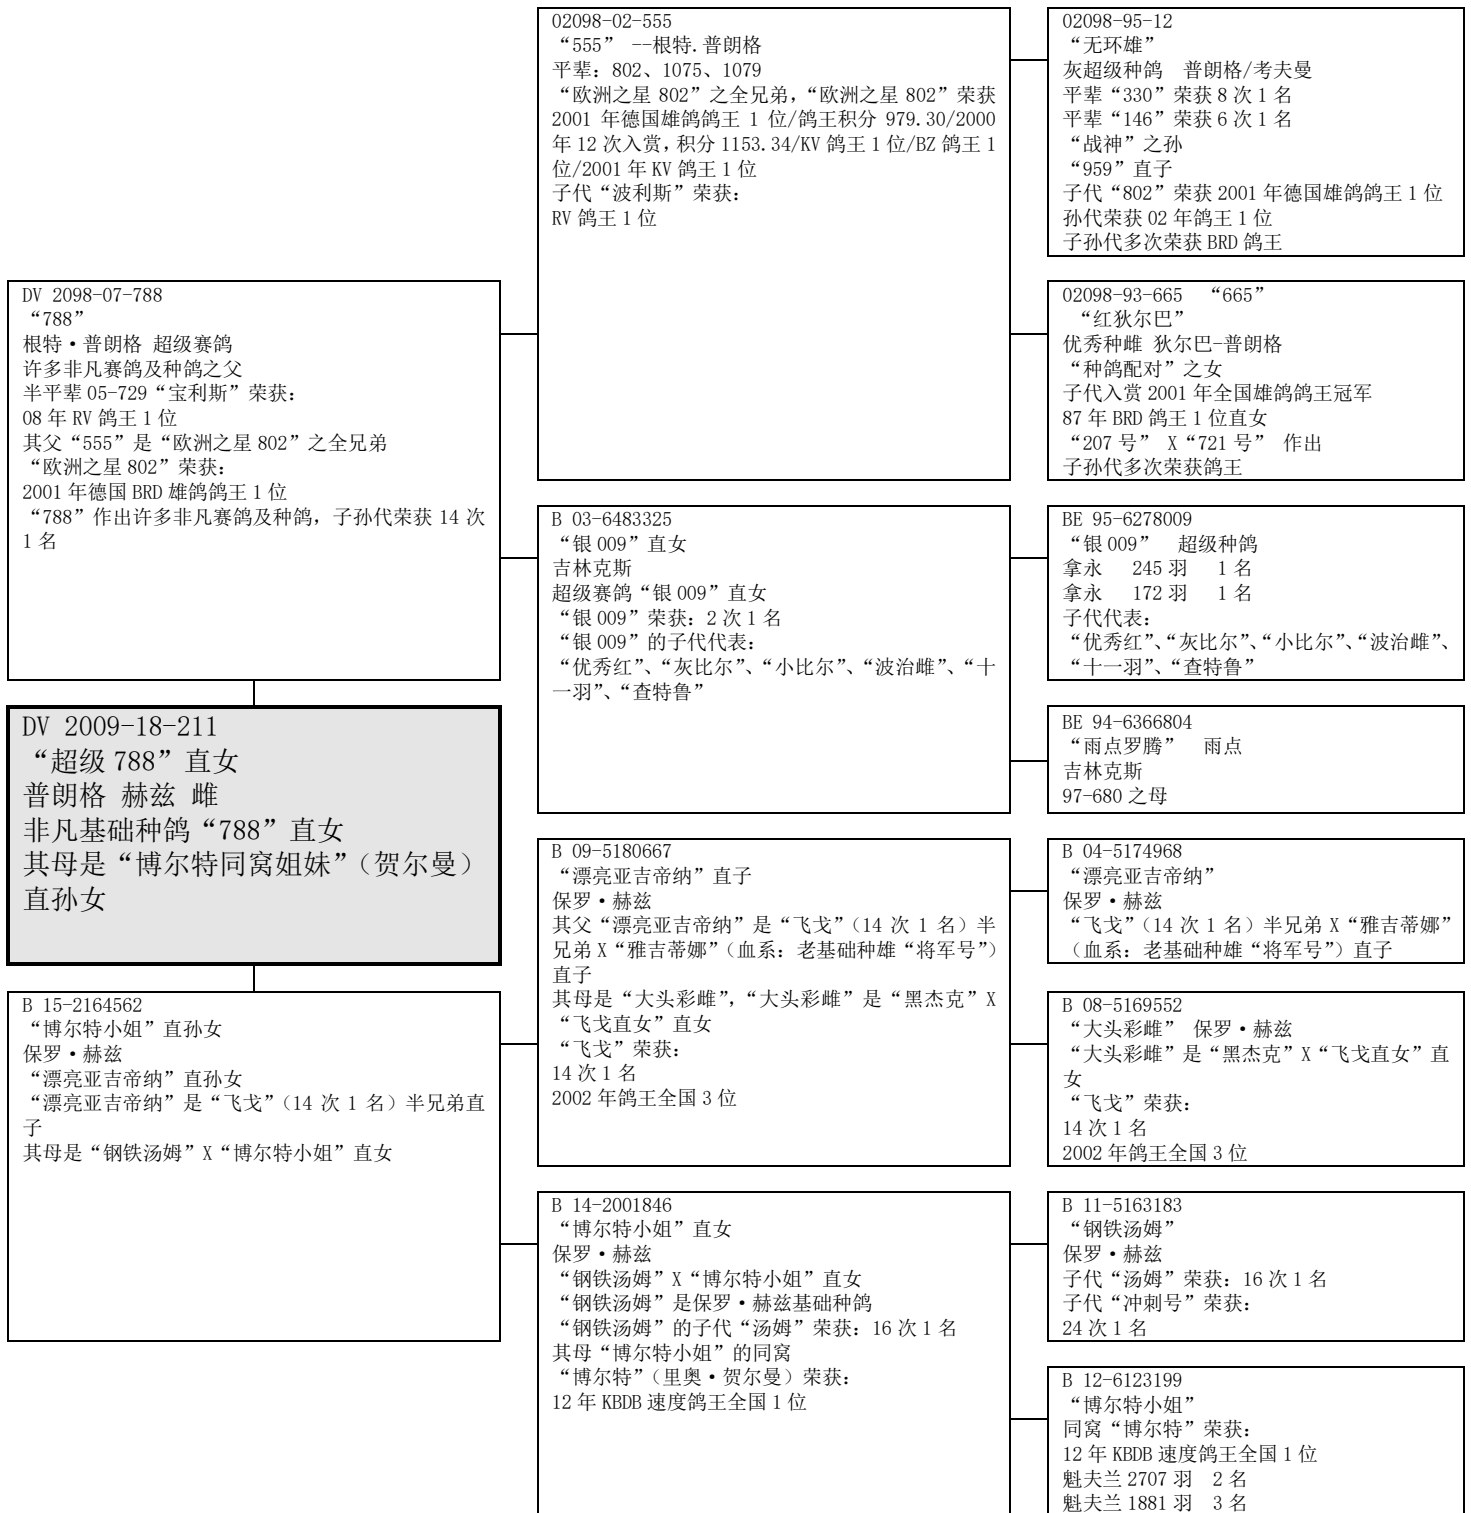 DV 2098-07-788
“788”
根特·普朗格 超级赛鸽
许多非凡赛鸽及种鸽之父
半平辈 05-729“宝利斯”荣获：
08 年 RV 鸽王 1 位
其父“555”是“欧洲之星 802”之全兄弟
“欧洲之星 802”荣获：
2001 年德国 BRD 雄鸽鸽王 1 位
“788”作出许多非凡赛鸽及种鸽，子孙代荣获 14 次
1 名
DV 2009-18-211
“超级 788”直女
普朗格 赫兹 雌
非凡基础种鸽“788”直女
其母是“博尔特同窝姐妹”（贺尔曼）
直孙女
B 15-2164562
“博尔特小姐”直孙女
保罗·赫兹
“漂亮亚吉帝纳”直孙女
“漂亮亚吉帝纳”是“飞戈”（14 次 1 名）半兄弟直
子
其母是“钢铁汤姆”X“博尔特小姐”直女
02098-02-555
“555” --根特.普朗格
平辈：802、1075、1079
“欧洲之星 802”之全兄弟，“欧洲之星 802”荣获
2001 年德国雄鸽鸽王 1 位/鸽王积分 979.30/2000
年 12 次入赏，积分 1153.34/KV 鸽王 1 位/BZ 鸽王 1
位/2001 年 KV 鸽王 1 位
子代“波利斯”荣获：
RV 鸽王 1 位
B 03-6483325
“银 009”直女
吉林克斯
超级赛鸽“银 009”直女
“银 009”荣获：2 次 1 名
“银 009”的子代代表：
“优秀红”、“灰比尔”、“小比尔”、“波治雌”、“十
一羽”、“查特鲁”
B 09-5180667
“漂亮亚吉帝纳”直子
保罗·赫兹
其父“漂亮亚吉帝纳”是“飞戈”（14 次 1 名）半
兄弟 X“雅吉蒂娜”（血系：老基础种雄“将军号”）
直子
其母是“大头彩雌”，“大头彩雌”是“黑杰克”X
“飞戈直女”直女
“飞戈”荣获：
14 次 1 名
2002 年鸽王全国 3 位
B 14-2001846
“博尔特小姐”直女
保罗·赫兹
“钢铁汤姆”X“博尔特小姐”直女
“钢铁汤姆”是保罗·赫兹基础种鸽
“钢铁汤姆”的子代“汤姆”荣获：16 次 1 名
其母“博尔特小姐”的同窝
“博尔特”（里奥·贺尔曼）荣获：
12 年 KBDB 速度鸽王全国 1 位
02098-95-12
“无环雄”
灰超级种鸽 普朗格/考夫曼
平辈“330”荣获 8 次 1 名
平辈“146”荣获 6 次 1 名
“战神”之孙
“959”直子
子代“802”荣获 2001 年德国雄鸽鸽王 1 位
孙代荣获 02 年鸽王 1 位
子孙代多次荣获 BRD 鸽王
02098-93-665 “665”
“红狄尔巴”
优秀种雌 狄尔巴-普朗格
“种鸽配对”之女
子代入赏 2001 年全国雄鸽鸽王冠军
87 年 BRD 鸽王 1 位直女
“207 号” X“721 号” 作出
子孙代多次荣获鸽王
BE 95-6278009
“银 009” 超级种鸽
拿永 245 羽 1 名
拿永 172 羽 1 名
子代代表：
“优秀红”、“灰比尔”、“小比尔”、“波治雌”、
“十一羽”、“查特鲁”
BE 94-6366804
“雨点罗腾” 雨点
吉林克斯
97-680 之母
B 04-5174968
“漂亮亚吉帝纳”
保罗·赫兹
“飞戈”（14 次 1 名）半兄弟 X“雅吉蒂娜”
（血系：老基础种雄“将军号”）直子
B 08-5169552
“大头彩雌” 保罗·赫兹
“大头彩雌”是“黑杰克”X“飞戈直女”直
女
“飞戈”荣获：
14 次 1 名
2002 年鸽王全国 3 位
B 11-5163183
“钢铁汤姆”
保罗·赫兹
子代“汤姆”荣获：16 次 1 名
子代“冲刺号”荣获：
24 次 1 名
B 12-6123199
“博尔特小姐”
同窝“博尔特”荣获：
12 年 KBDB 速度鸽王全国 1 位
魁夫兰 2707 羽 2 名
魁夫兰 1881 羽 3 名